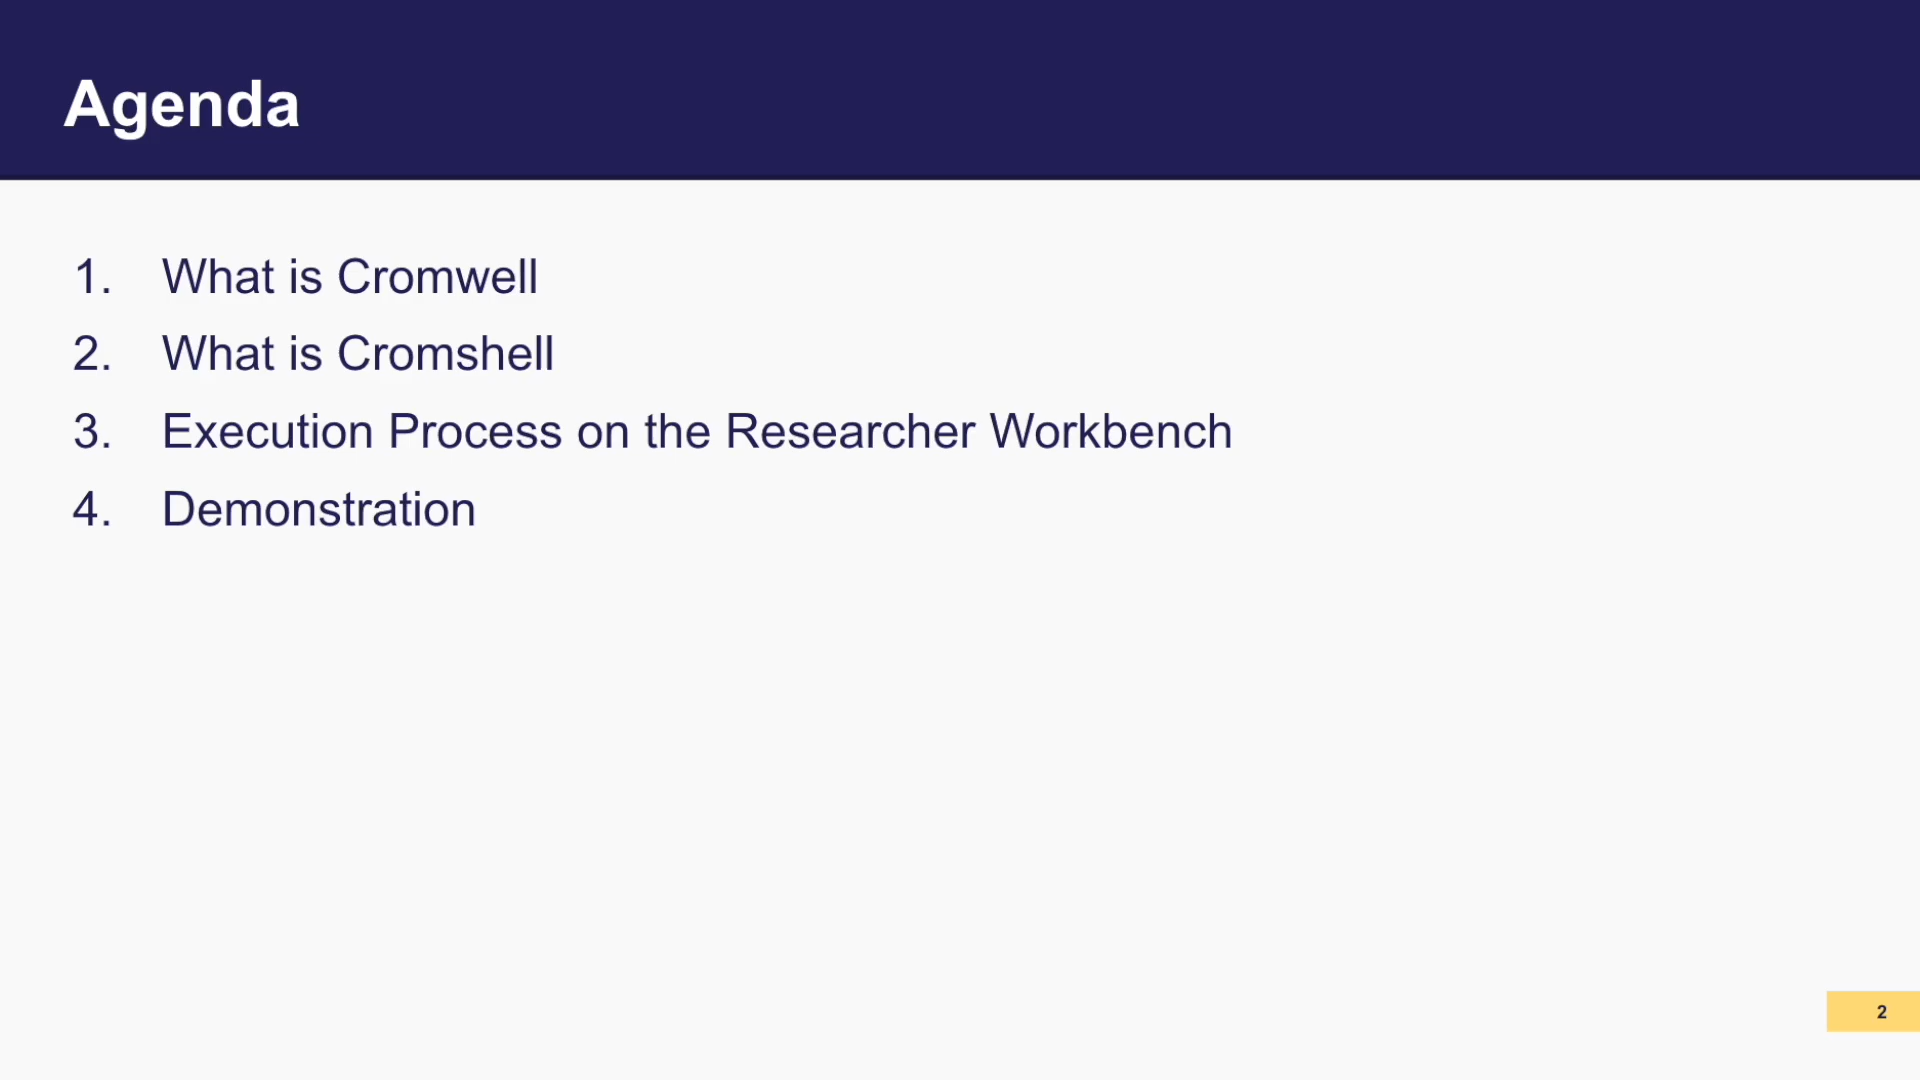 Agenda
1. What is Cromwell
2. What is Cromshell
3. Execution Process on the Researcher Workbench
4. Demonstration
2